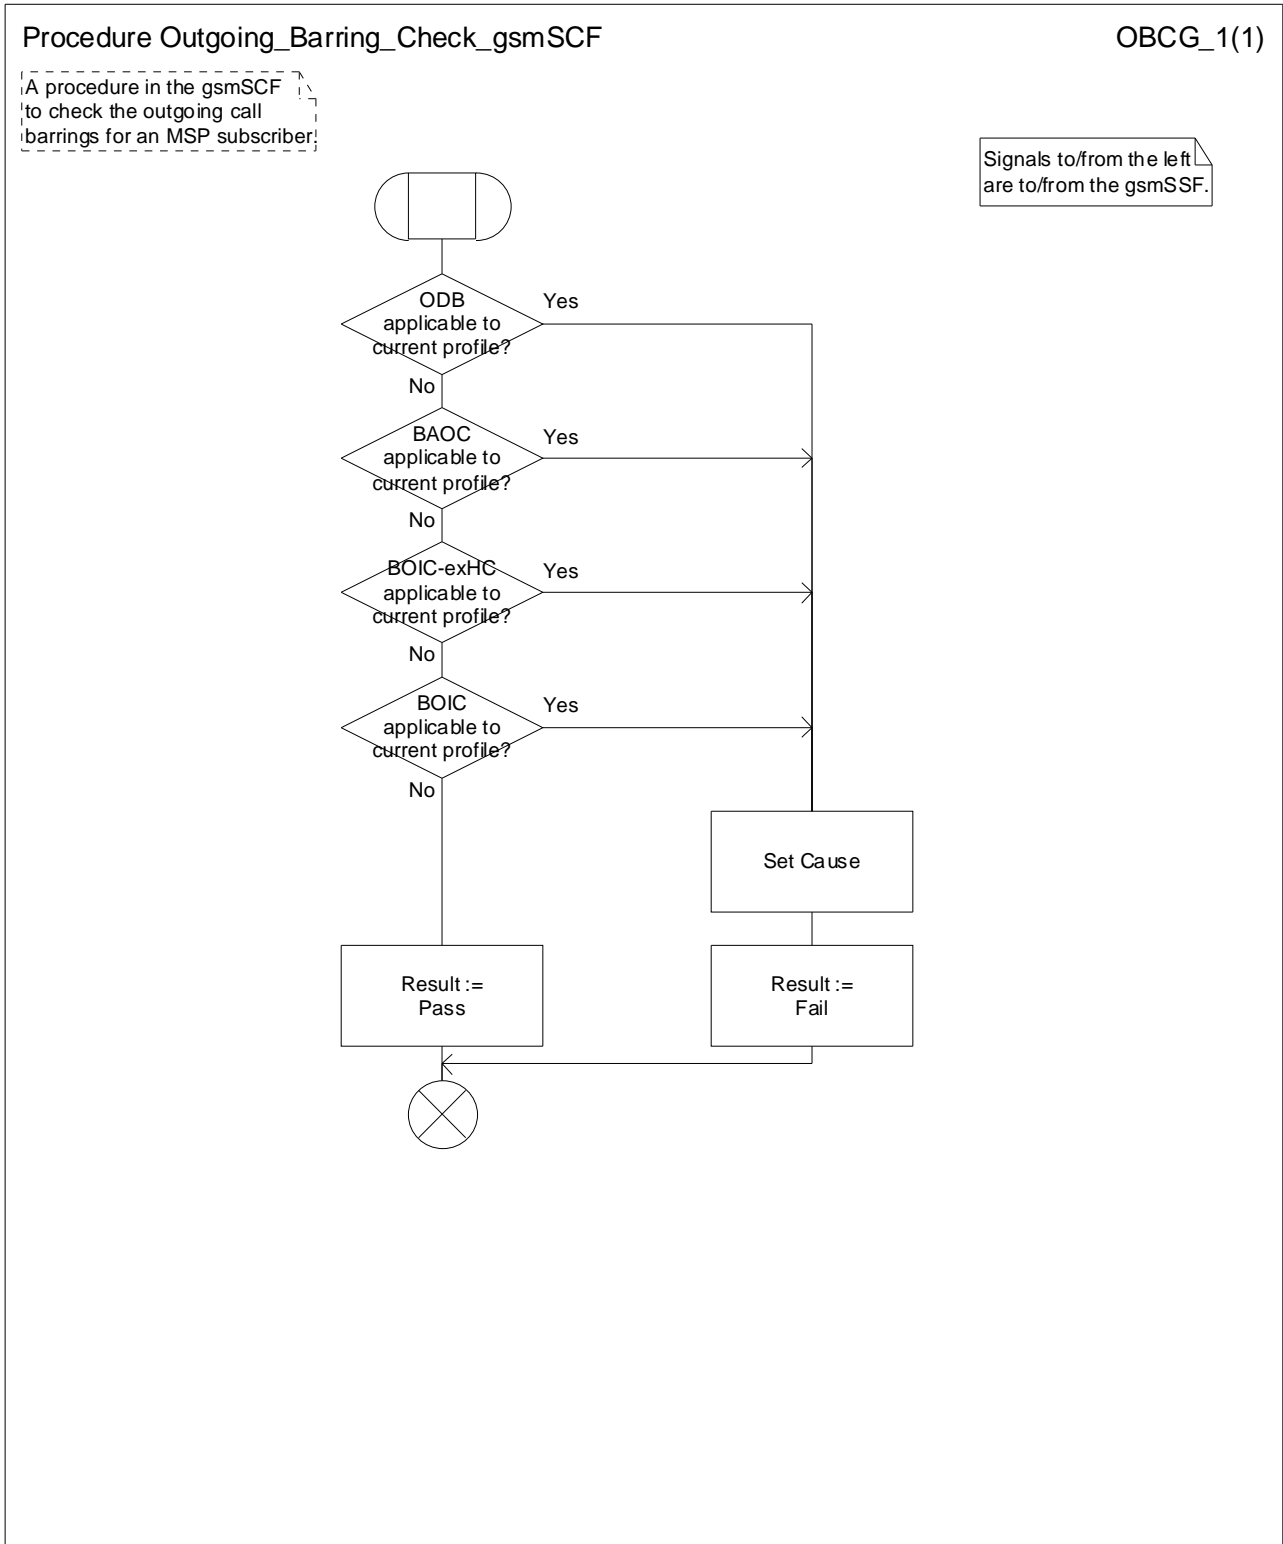 Procedure Outgoing_Barring_Check_gsmSCF
OBCG_1(1)
A procedure in the gsmSCF
to check the outgoing call
barrings for an MSP subscriber.
Signals to/from the left
are to/from the gsmSSF.
ODB
applicable to
current profile?
Yes
No
BAOC
applicable to
current profile?
Yes
No
BOIC-exHC
applicable to
current profile?
Yes
No
BOIC
applicable to
current profile?
Yes
No
Set Cause
Result :=
Pass
Result :=
Fail